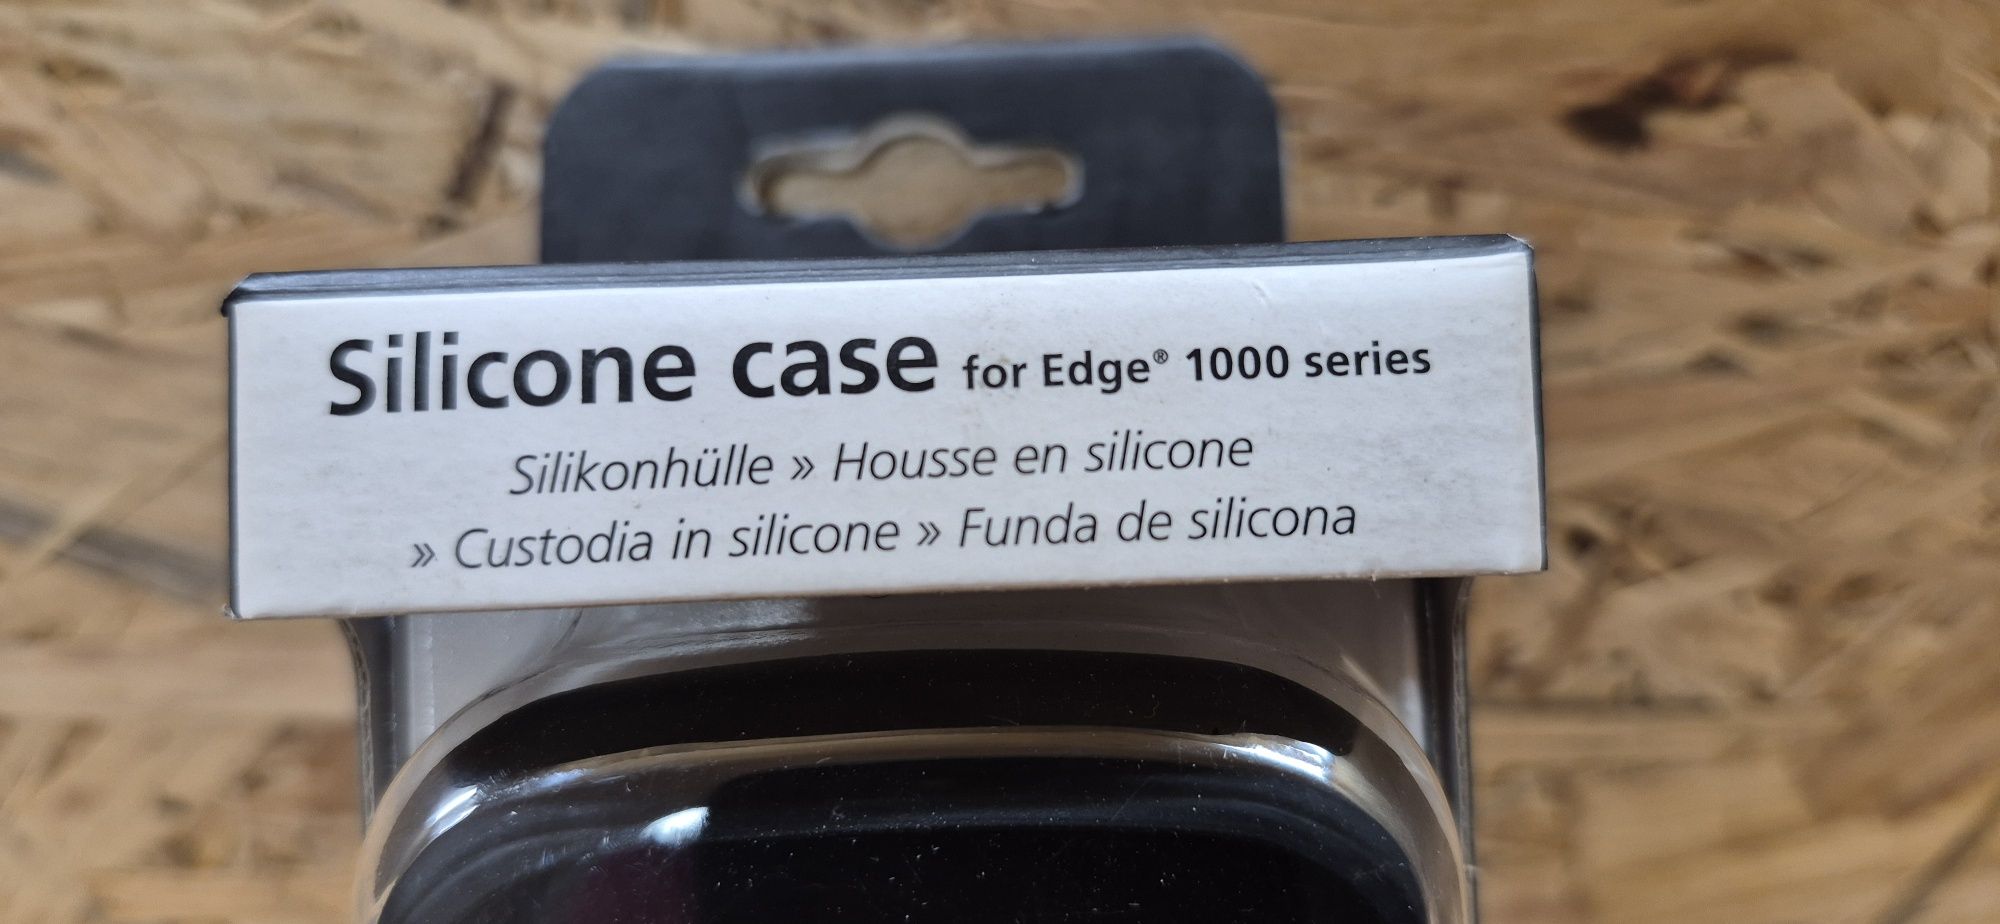 Silicone case for Edge® 1000 series
Silikonhülle » Housse en silicone
» Custodia in silicone » Funda de silicona